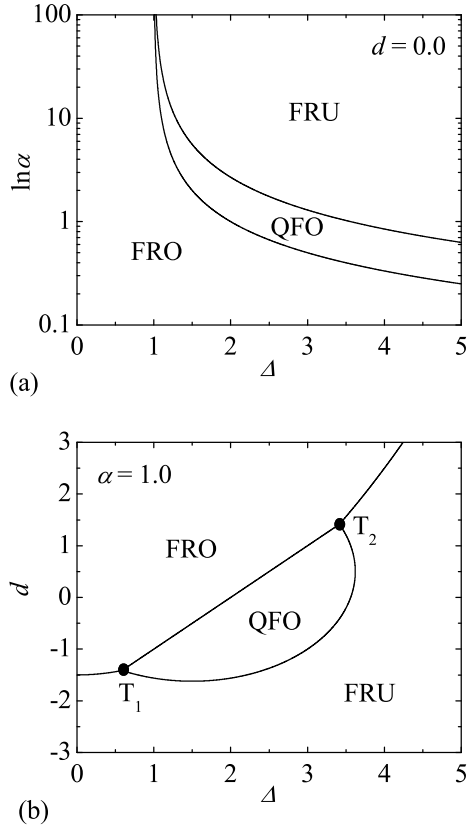 100
d = 0.0
10
FRU
lnα
1
QFO
FRO
0.1
0 1 2 3 4 5
Δ
(a)
3
α = 1.0
2
T2
FRO
1
d
0
QFO
-1
T1
FRU
-2
-3
0 1 2 3 4 5
Δ
(b)